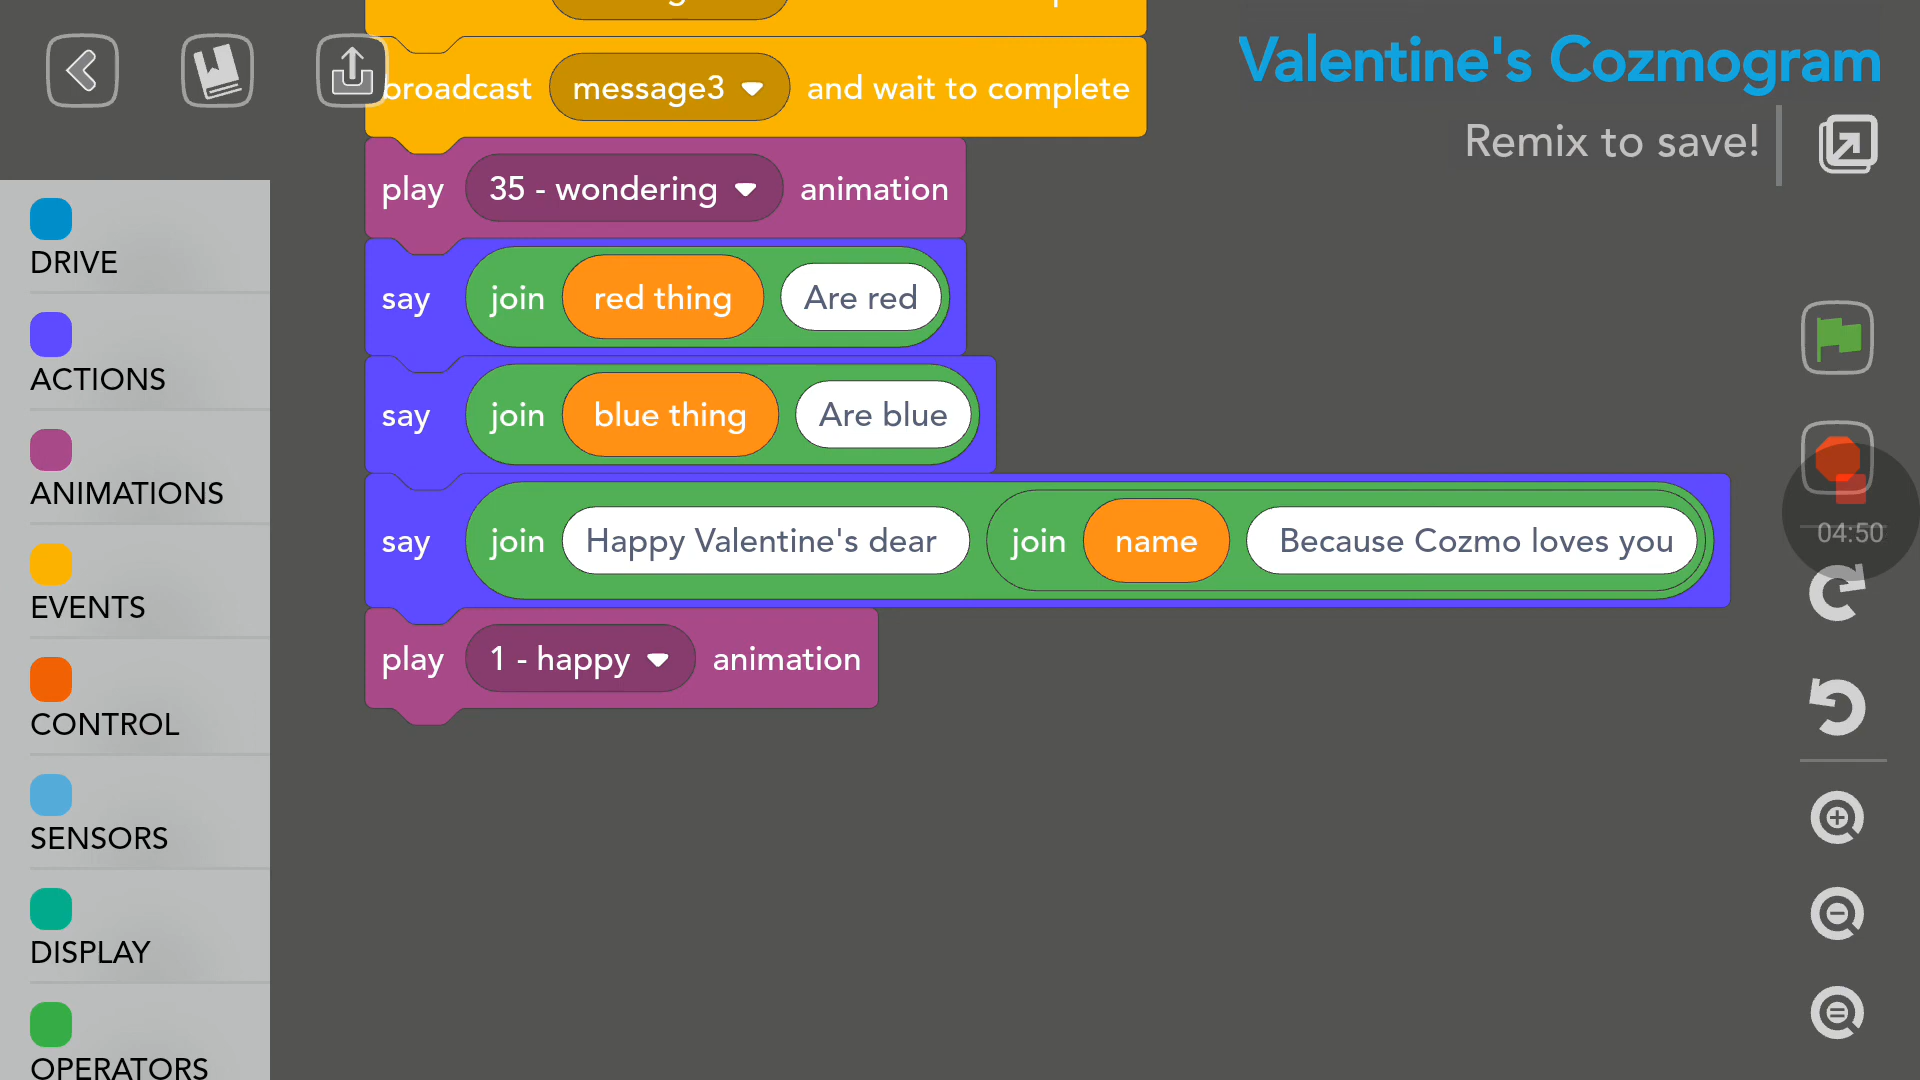 broadcast message3 and wait to complete
Valentine's Cozmogram
Remix to save!
play 35 - wondering animation
say join red thing Are red
say join blue thing Are blue
say join Happy Valentine's dear join name Because Cozmo loves you
play 1 - happy animation
DRIVE
ACTIONS
ANIMATIONS
EVENTS
CONTROL
SENSORS
DISPLAY
OPERATORS
04:50